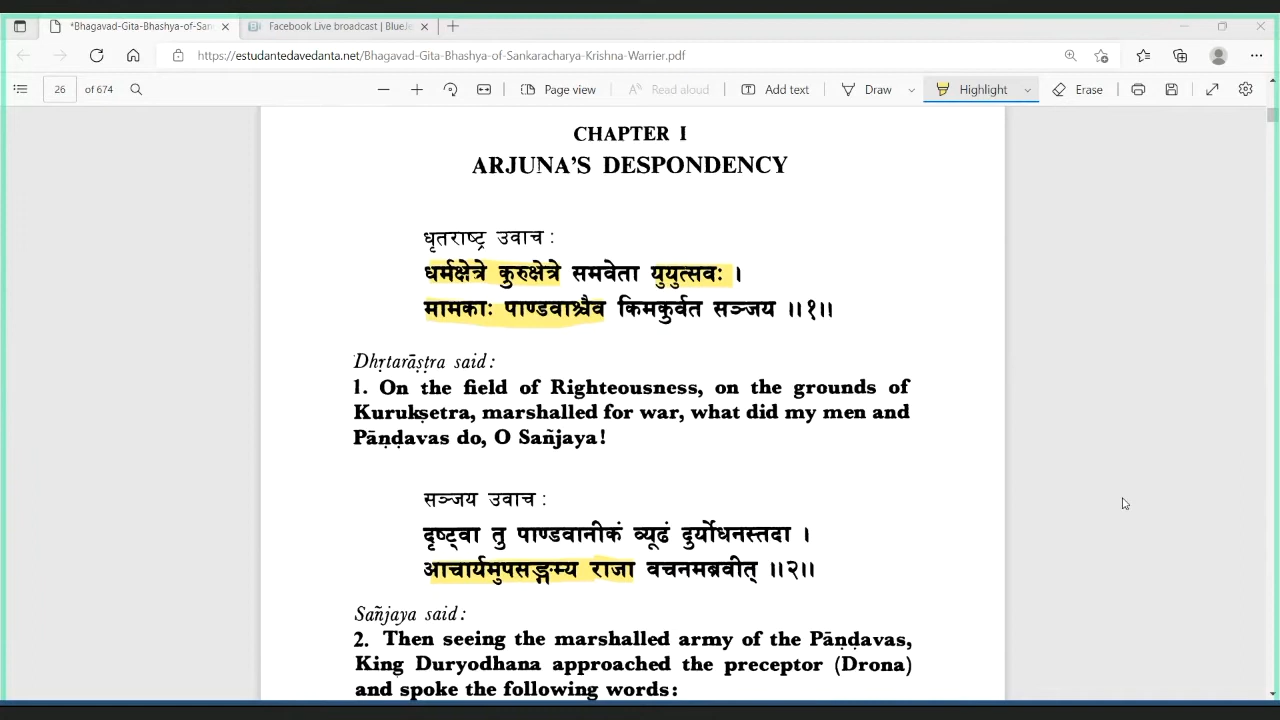 *Bhagavad-Gita-Bhashya-of-San
Facebook Live broadcast | BlueJe
https://estudantedavedanta.net/Bhagavad-Gita-Bhashya-of-Sankaracharya-Krishna-Warrier.pdf
26 of 674 Page view Read aloud Add text Draw Highlight Erase
CHAPTER I
ARJUNA'S DESPONDENCY
धृतराष्ट्र उवाच :
धर्मक्षेत्रे कुरुक्षेत्रे समवेता युयुत्सवः ।
मामकाः पाण्डवाश्चैव किमकुर्वत सञ्जय ॥१॥
Dhṛtarāṣṭra said :
1. On the field of Righteousness, on the grounds of
Kurukṣetra, marshalled for war, what did my men and
Pāṇḍavas do, O Sañjaya!
सञ्जय उवाच :
दृष्ट्वा तु पाण्डवानीकं व्यूढं दुर्योधनस्तदा ।
आचार्यमुपसङ्गम्य राजा वचनमब्रवीत् ॥२॥
Sañjaya said :
2. Then seeing the marshalled army of the Pāṇḍavas,
King Duryodhana approached the preceptor (Drona)
and spoke the following words :